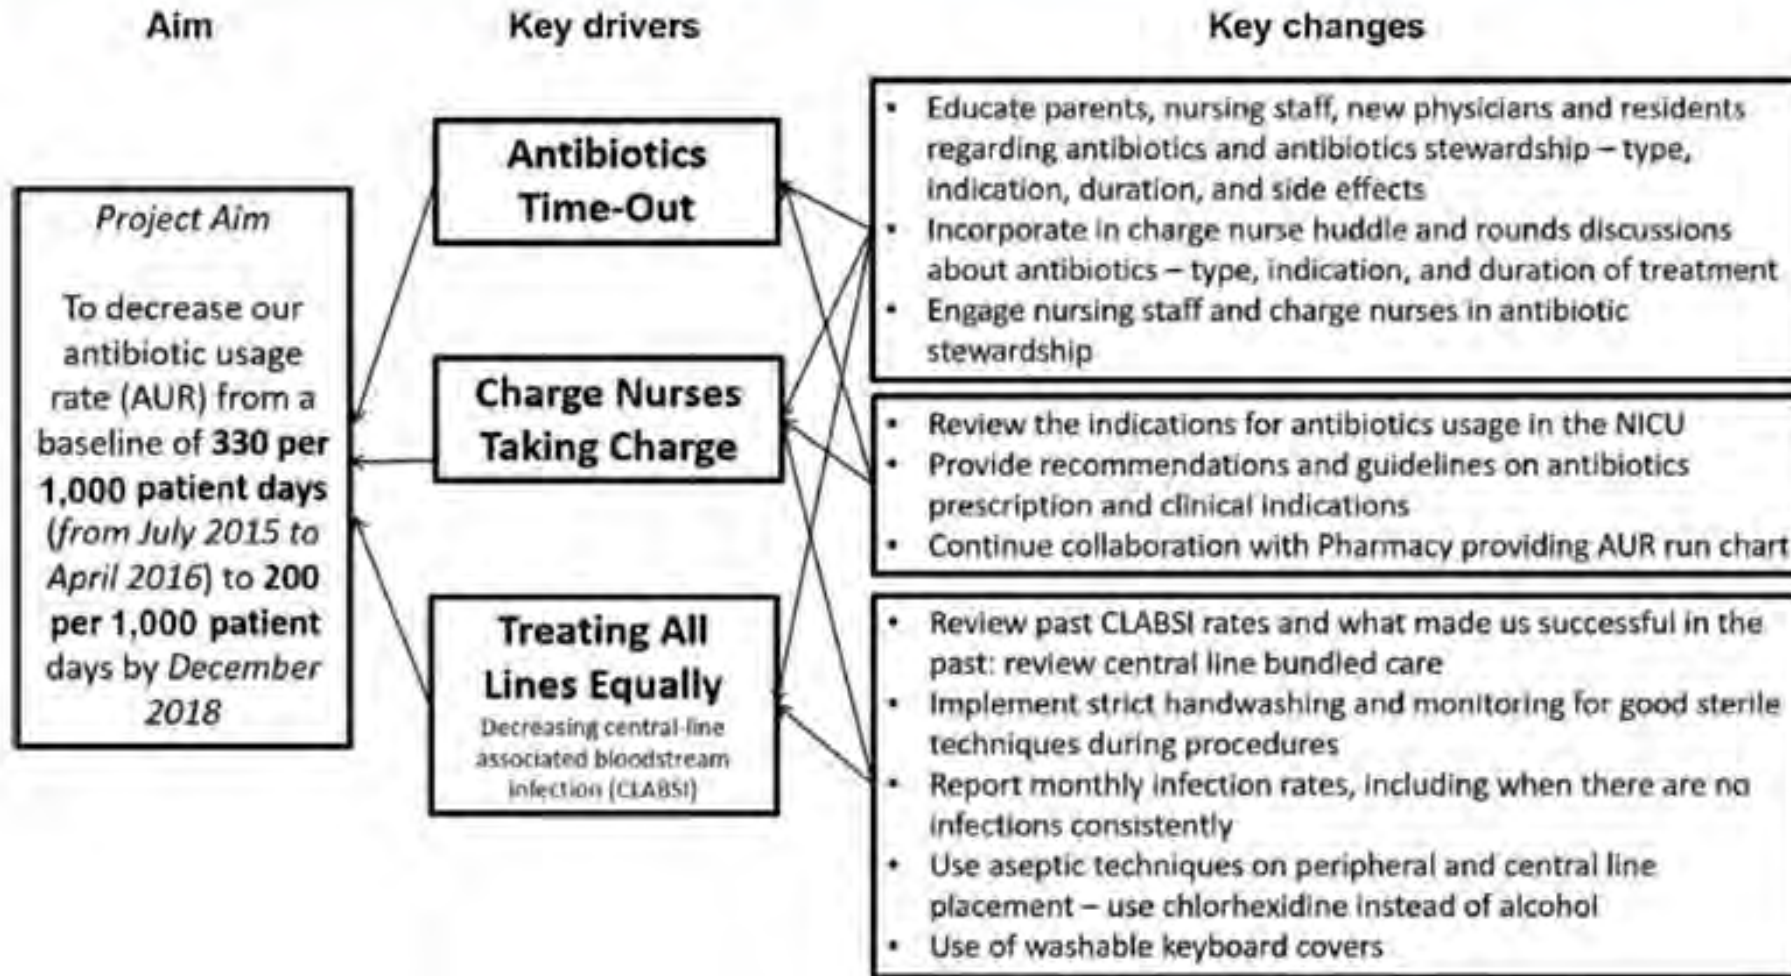 Aim
Key drivers
Key changes
Project Aim
To decrease our
antibiotic usage
rate (AUR) from a
baseline of 330 per
1,000 patient days
(from July 2015 to
April 2016) to 200
per 1,000 patient
days by December
2018
Antibiotics
Time-Out
Charge Nurses
Taking Charge
Treating All
Lines Equally
Decreasing central-line
associated bloodstream
infection (CLABSI)
• Educate parents, nursing staff, new physicians and residents
regarding antibiotics and antibiotics stewardship – type,
indication, duration, and side effects
• Incorporate in charge nurse huddle and rounds discussions
about antibiotics – type, indication, and duration of treatment
• Engage nursing staff and charge nurses in antibiotic
stewardship
• Review the indications for antibiotics usage in the NICU
• Provide recommendations and guidelines on antibiotics
prescription and clinical indications
• Continue collaboration with Pharmacy providing AUR run chart
• Review past CLABSI rates and what made us successful in the
past: review central line bundled care
• Implement strict handwashing and monitoring for good sterile
techniques during procedures
• Report monthly infection rates, including when there are no
infections consistently
• Use aseptic techniques on peripheral and central line
placement – use chlorhexidine instead of alcohol
• Use of washable keyboard covers